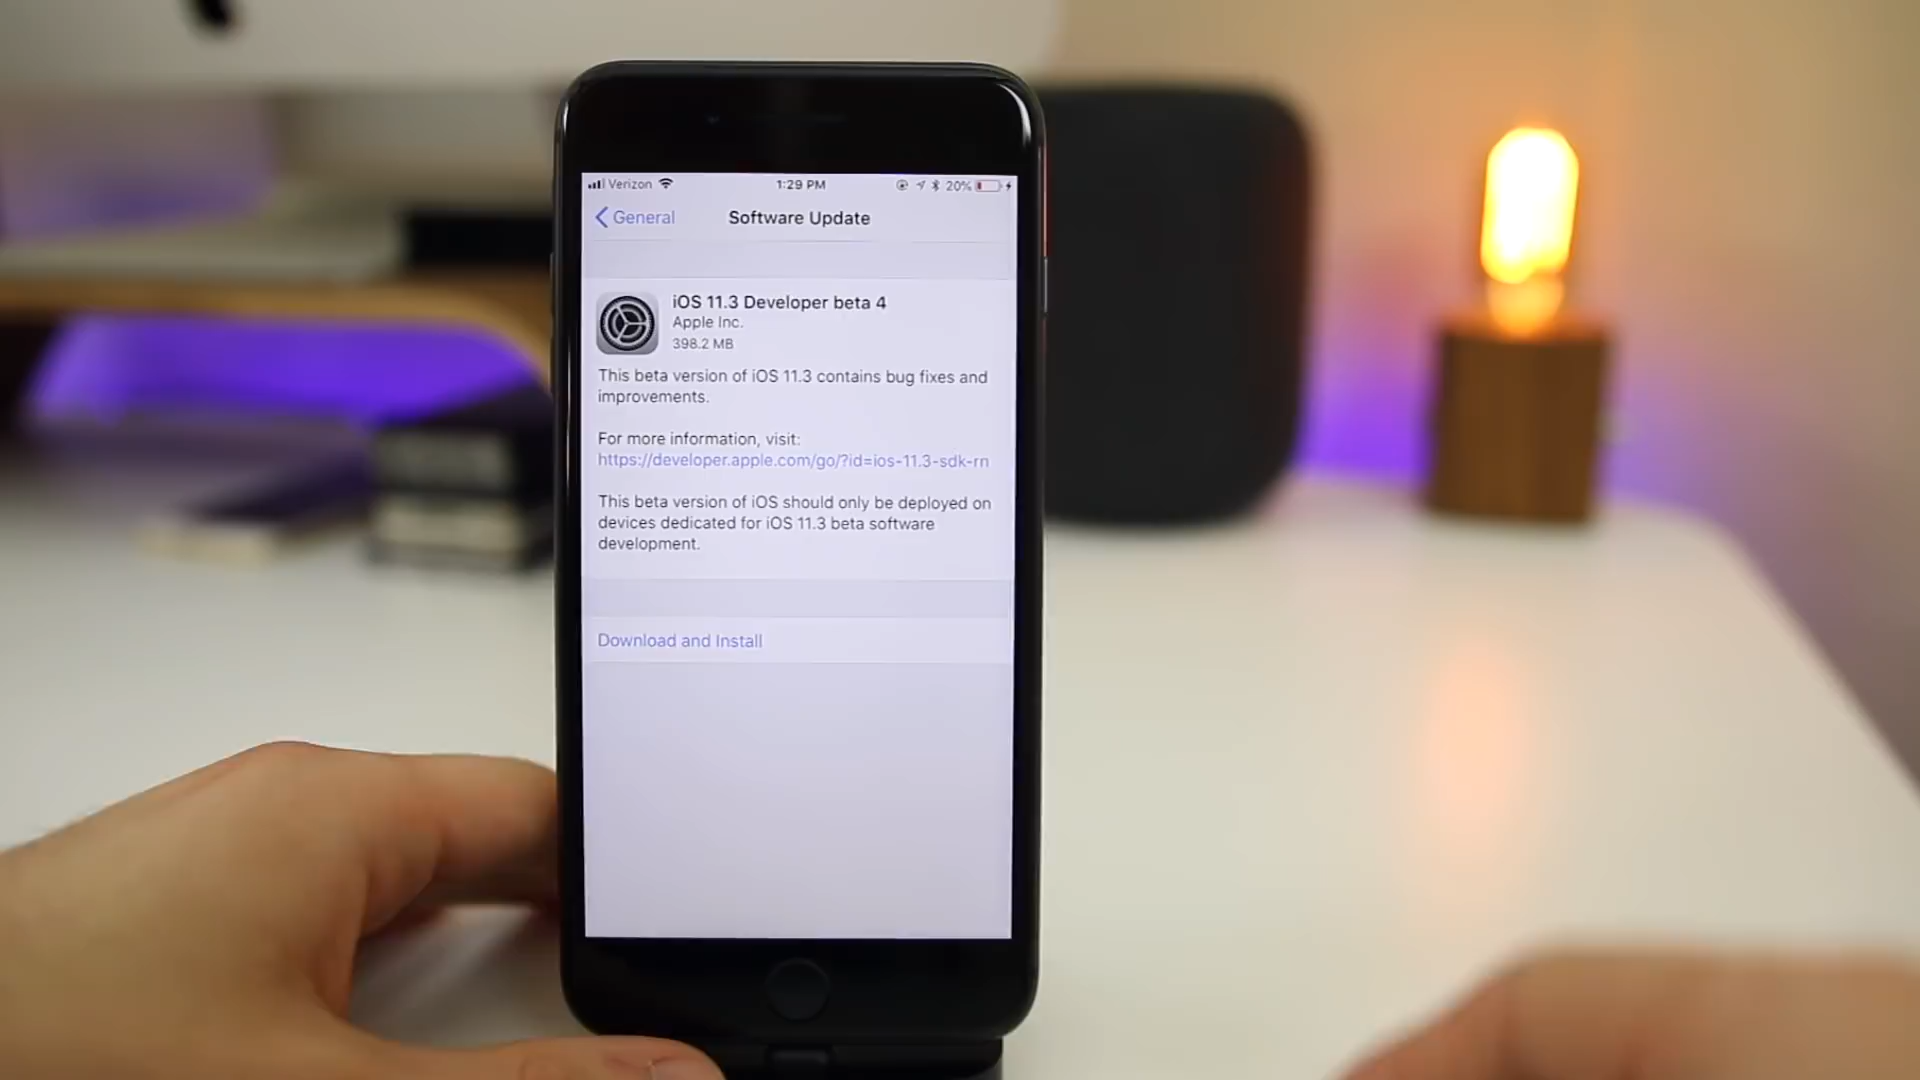 Verizon 1:29 PM 20%
General Software Update
iOS 11.3 Developer beta 4
Apple Inc.
398.2 MB
This beta version of iOS 11.3 contains bug fixes and
improvements.
For more information, visit:
https://developer.apple.com/go/?id=ios-11.3-sdk-rn
This beta version of iOS should only be deployed on
devices dedicated for iOS 11.3 beta software
development.
Download and Install